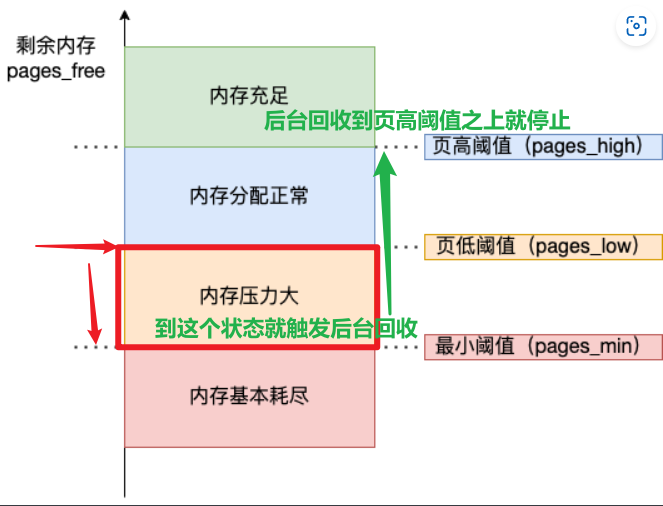 剩余内存
pages_free
内存充足
后台回收到页高阈值之上就停止
页高阈值（pages_high）
内存分配正常
页低阈值（pages_low）
内存压力大
到这个状态就触发后台回收
最小阈值（pages_min）
内存基本耗尽